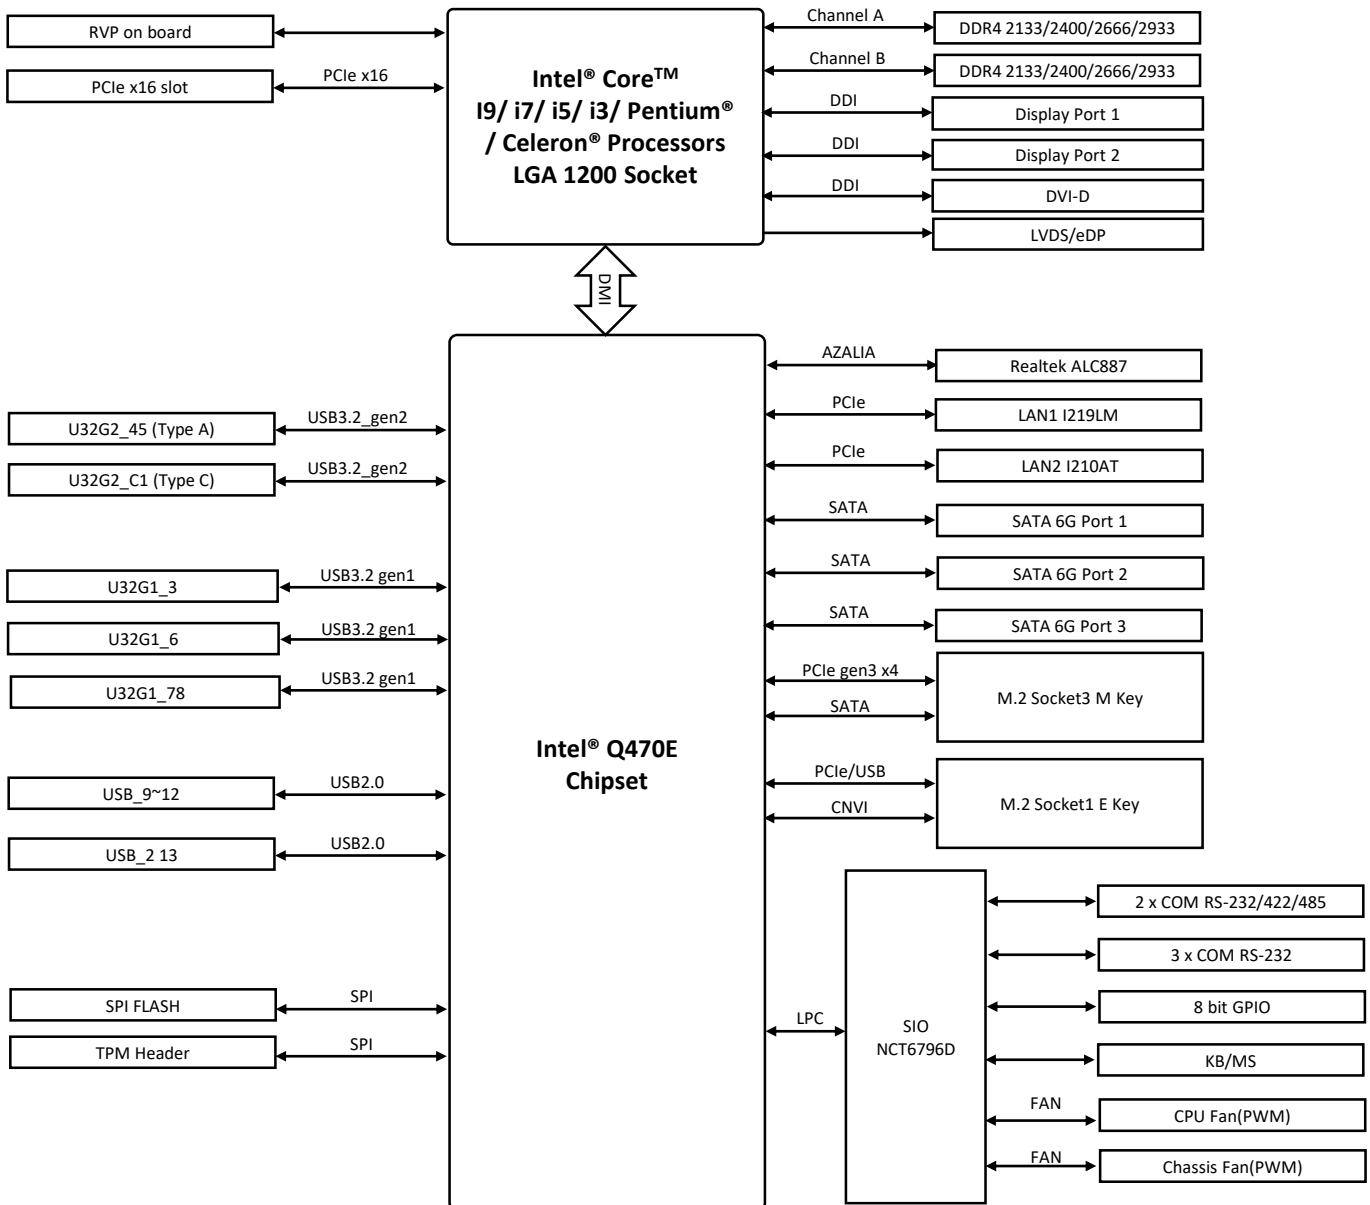 RVP on board
PCIe x16 slot
PCIe x16
Intel® Core™
I9/ i7/ i5/ i3/ Pentium®
/ Celeron® Processors
LGA 1200 Socket
Channel A
DDR4 2133/2400/2666/2933
Channel B
DDR4 2133/2400/2666/2933
DDI
Display Port 1
DDI
Display Port 2
DDI
DVI-D
LVDS/eDP
DMI
U32G2_45 (Type A)
USB3.2_gen2
U32G2_C1 (Type C)
USB3.2_gen2
U32G1_3
USB3.2 gen1
U32G1_6
USB3.2 gen1
U32G1_78
USB3.2 gen1
USB_9~12
USB2.0
USB_2 13
USB2.0
SPI FLASH
SPI
TPM Header
SPI
Intel® Q470E
Chipset
AZALIA
Realtek ALC887
PCIe
LAN1 I219LM
PCIe
LAN2 I210AT
SATA
SATA 6G Port 1
SATA
SATA 6G Port 2
SATA
SATA 6G Port 3
PCIe gen3 x4
SATA
M.2 Socket3 M Key
PCIe/USB
CNVI
M.2 Socket1 E Key
LPC
SIO
NCT6796D
2 x COM RS-232/422/485
3 x COM RS-232
8 bit GPIO
KB/MS
FAN
CPU Fan(PWM)
FAN
Chassis Fan(PWM)